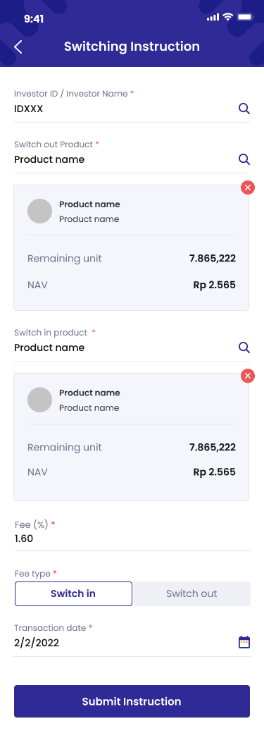 9:41
Switching Instruction
Investor ID / Investor Name *
IDXXX
Switch out Product *
Product name
Product name
Product name
Remaining unit 7.865,222
NAV Rp 2.565
Switch in product *
Product name
Product name
Product name
Remaining unit 7.865,222
NAV Rp 2.565
Fee (%) *
1.60
Fee type *
Switch in Switch out
Transaction date *
2/2/2022
Submit Instruction